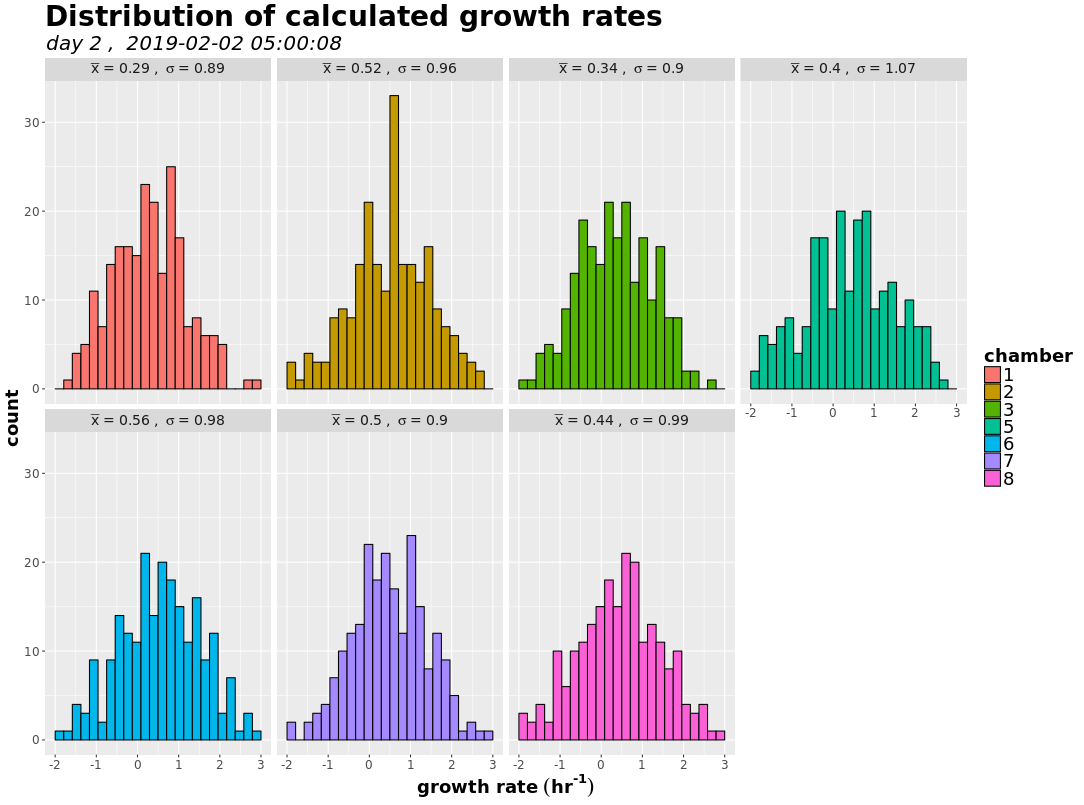 Distribution of calculated growth rates
day 2 ,  2019-02-02 05:00:08
x̅ = 0.29 ,  σ = 0.89
x̅ = 0.52 ,  σ = 0.96
x̅ = 0.34 ,  σ = 0.9
x̅ = 0.4 ,  σ = 1.07
30
20
10
0
-2 -1 0 1 2 3
x̅ = 0.56 ,  σ = 0.98
x̅ = 0.5 ,  σ = 0.9
x̅ = 0.44 ,  σ = 0.99
30
20
10
0
-2 -1 0 1 2 3
-2 -1 0 1 2 3
-2 -1 0 1 2 3
count
growth rate (hr⁻¹)
chamber
1
2
3
5
6
7
8